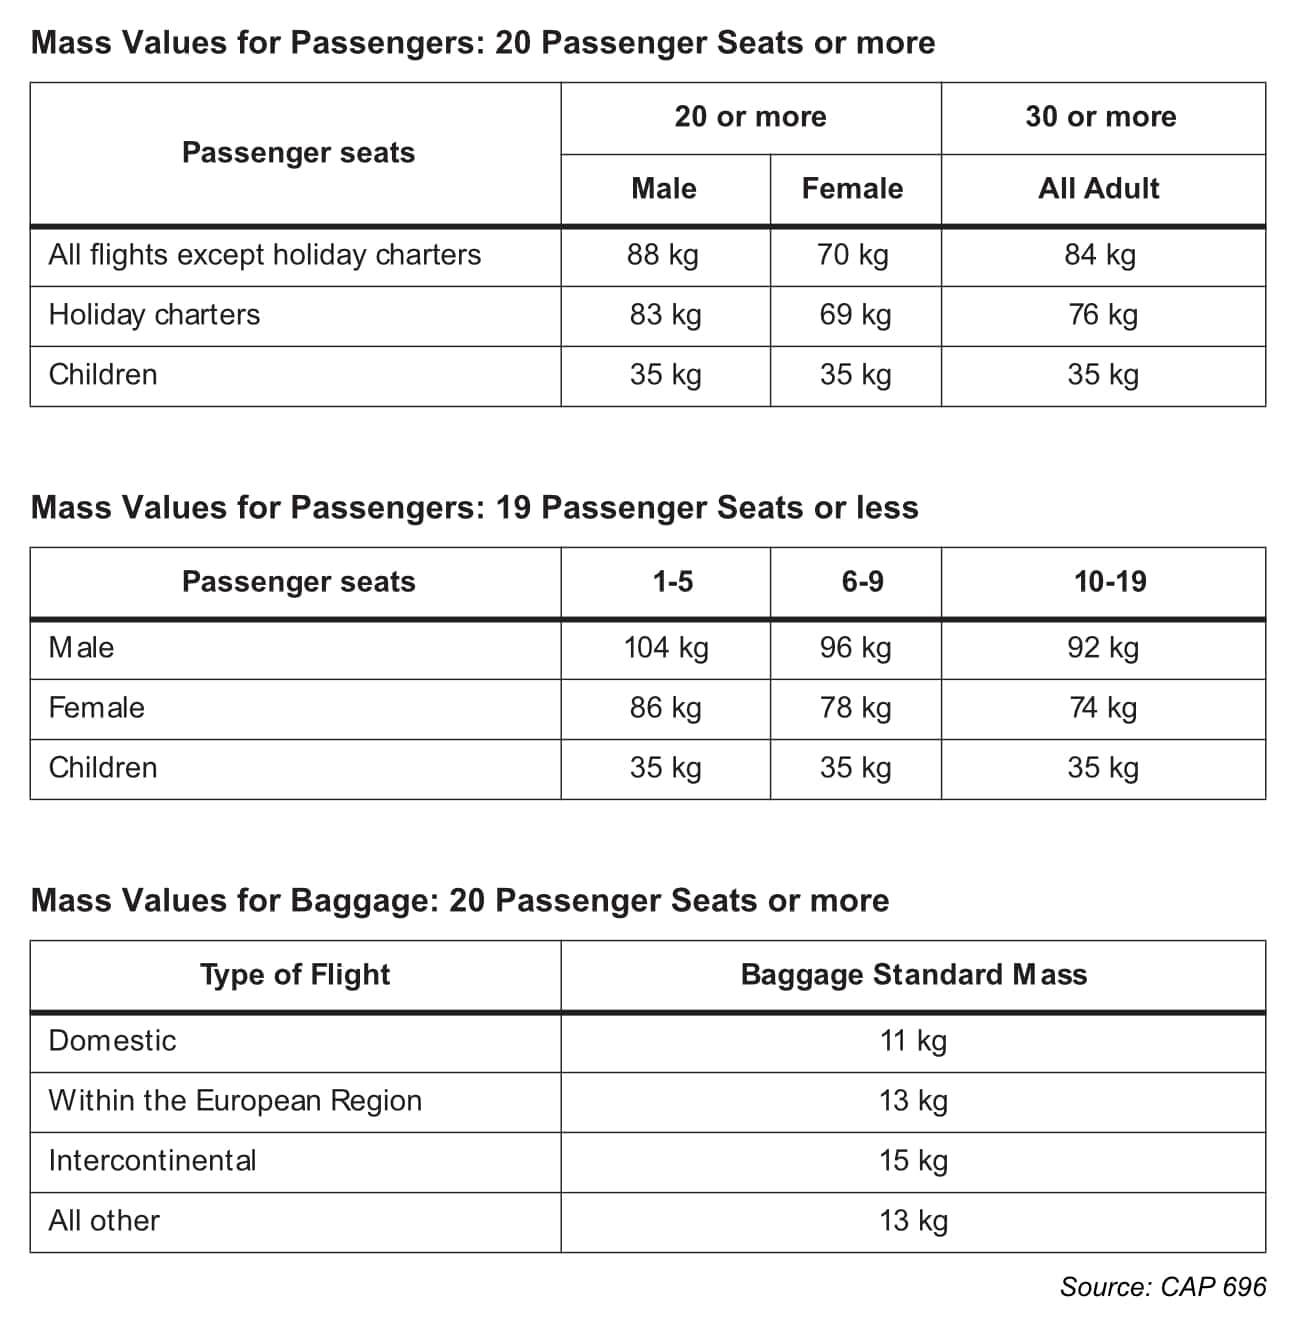 Mass Values for Passengers: 20 Passenger Seats or more
Passenger seats
20 or more
30 or more
Male
Female
All Adult
All flights except holiday charters
88 kg
70 kg
84 kg
Holiday charters
83 kg
69 kg
76 kg
Children
35 kg
35 kg
35 kg
Mass Values for Passengers: 19 Passenger Seats or less
Passenger seats
1-5
6-9
10-19
Male
104 kg
96 kg
92 kg
Female
86 kg
78 kg
74 kg
Children
35 kg
35 kg
35 kg
Mass Values for Baggage: 20 Passenger Seats or more
Type of Flight
Baggage Standard Mass
Domestic
11 kg
Within the European Region
13 kg
Intercontinental
15 kg
All other
13 kg
Source: CAP 696